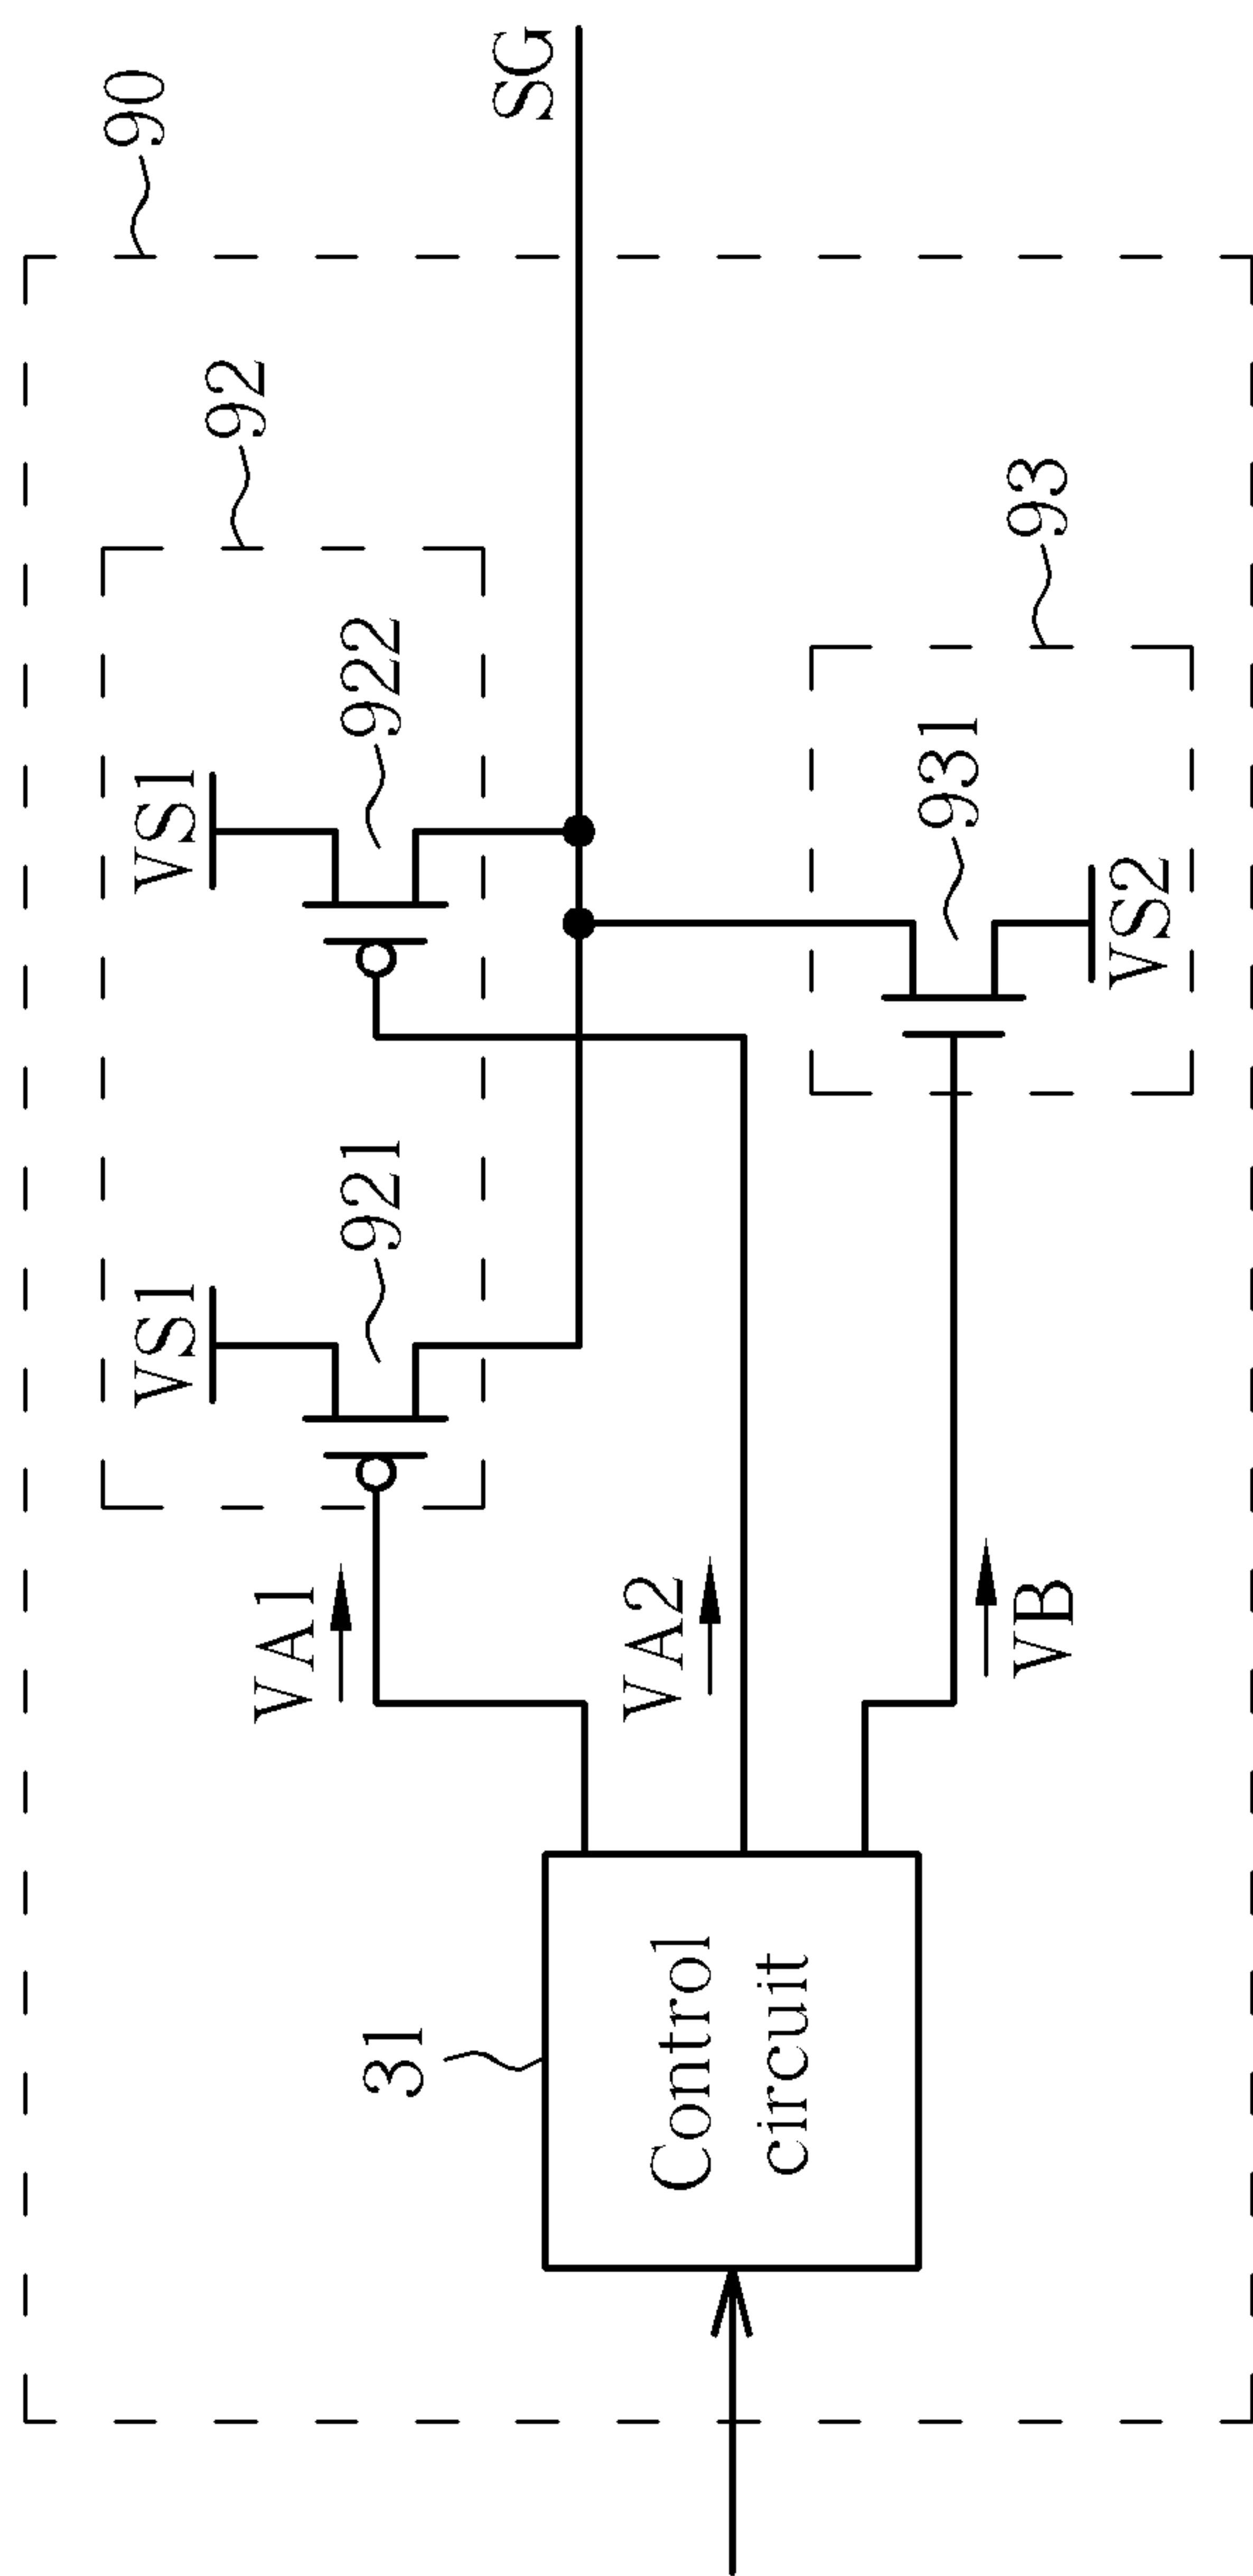 90
SG
92
VS1
VS1
922
921
VA1
VA2
93
931
VS2
VB
31
Control
circuit